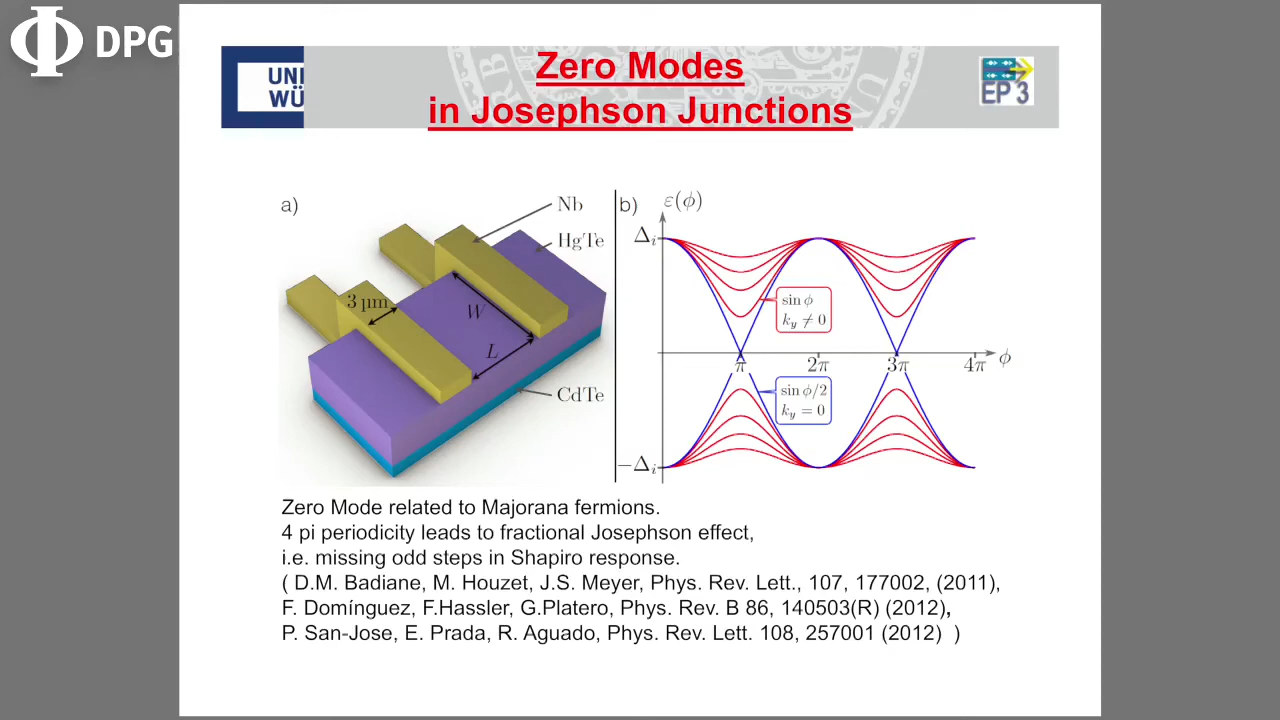 DPG
UNI
WÜ
Zero Modes
in Josephson Junctions
EP 3
a)
Nb
HgTe
3 µm
W
L
CdTe
b)
ε(ϕ)
Δi
sin ϕ
ky ≠ 0
π
2π
3π
4π
ϕ
sin ϕ/2
ky = 0
−Δi
Zero Mode related to Majorana fermions.
4 pi periodicity leads to fractional Josephson effect,
i.e. missing odd steps in Shapiro response.
( D.M. Badiane, M. Houzet, J.S. Meyer, Phys. Rev. Lett., 107, 177002, (2011),
F. Domínguez, F.Hassler, G.Platero, Phys. Rev. B 86, 140503(R) (2012),
P. San-Jose, E. Prada, R. Aguado, Phys. Rev. Lett. 108, 257001 (2012) )